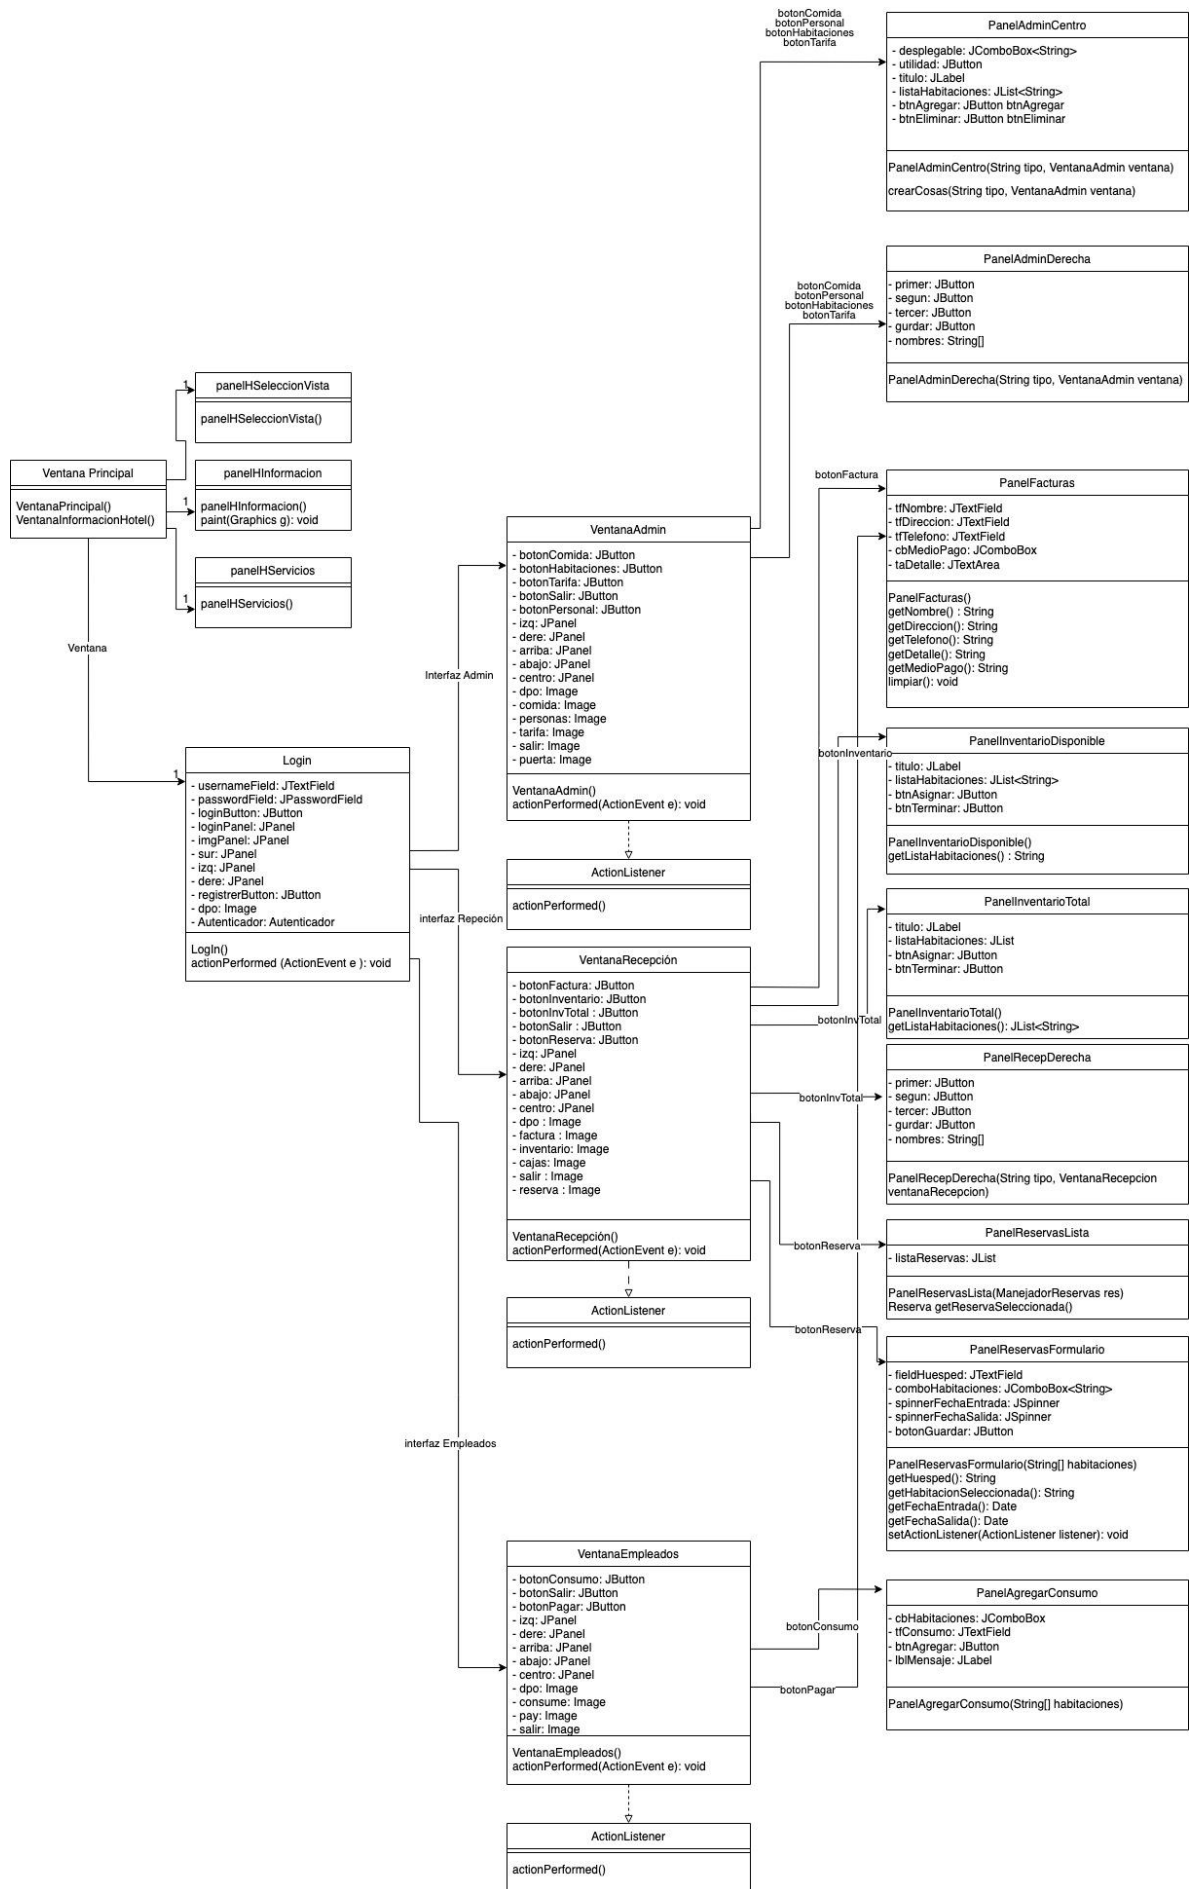 botonComida
botonPersonal
botonHabitaciones
botonTarifa
PanelAdminCentro
- desplegable: JComboBox<String>
- utilidad: JButton
- titulo: JLabel
- listaHabitaciones: JList<String>
- btnAgregar: JButton btnAgregar
- btnEliminar: JButton btnEliminar
PanelAdminCentro(String tipo, VentanaAdmin ventana)
crearCosas(String tipo, VentanaAdmin ventana)
botonComida
botonPersonal
botonHabitaciones
botonTarifa
PanelAdminDerecha
- primer: JButton
- segun: JButton
- tercer: JButton
- gurdar: JButton
- nombres: String[]
PanelAdminDerecha(String tipo, VentanaAdmin ventana)
1
panelHSeleccionVista
panelHSeleccionVista()
Ventana Principal
VentanaPrincipal()
VentanaInformacionHotel()
1
panelHInformacion
panelHInformacion()
paint(Graphics g): void
1
panelHServicios
panelHServicios()
Ventana
1
Login
- usernameField: JTextField
- passwordField: JPasswordField
- loginButton: JButton
- loginPanel: JPanel
- imgPanel: JPanel
- sur: JPanel
- izq: JPanel
- dere: JPanel
- registrerButton: JButton
- dpo: Image
- Autenticador: Autenticador
LogIn()
actionPerformed (ActionEvent e ): void
Interfaz Admin
interfaz Repeción
interfaz Empleados
VentanaAdmin
- botonComida: JButton
- botonHabitaciones: JButton
- botonTarifa: JButton
- botonSalir: JButton
- botonPersonal: JButton
- izq: JPanel
- dere: JPanel
- arriba: JPanel
- abajo: JPanel
- centro: JPanel
- dpo: Image
- comida: Image
- personas: Image
- tarifa: Image
- salir: Image
- puerta: Image
VentanaAdmin()
actionPerformed(ActionEvent e): void
ActionListener
actionPerformed()
VentanaRecepción
- botonFactura: JButton
- botonInventario: JButton
- botonInvTotal : JButton
- botonSalir : JButton
- botonReserva: JButton
- izq: JPanel
- dere: JPanel
- arriba: JPanel
- abajo: JPanel
- centro: JPanel
- dpo : Image
- factura : Image
- inventario: Image
- cajas: Image
- salir : Image
- reserva : Image
VentanaRecepción()
actionPerformed(ActionEvent e): void
ActionListener
actionPerformed()
VentanaEmpleados
- botonConsumo: JButton
- botonSalir: JButton
- botonPagar: JButton
- izq: JPanel
- dere: JPanel
- arriba: JPanel
- abajo: JPanel
- centro: JPanel
- dpo: Image
- consume: Image
- pay: Image
- salir: Image
VentanaEmpleados()
actionPerformed(ActionEvent e): void
ActionListener
actionPerformed()
botonFactura
PanelFacturas
- tfNombre: JTextField
- tfDireccion: JTextField
- tfTelefono: JTextField
- cbMedioPago: JComboBox
- taDetalle: JTextArea
PanelFacturas()
getNombre() : String
getDireccion(): String
getTelefono(): String
getDetalle(): String
getMedioPago(): String
limpiar(): void
botonInventario
PanelInventarioDisponible
- titulo: JLabel
- listaHabitaciones: JList<String>
- btnAsignar: JButton
- btnTerminar: JButton
PanelInventarioDisponible()
getListaHabitaciones() : String
botonInvTotal
PanelInventarioTotal
- titulo: JLabel
- listaHabitaciones: JList
- btnAsignar: JButton
- btnTerminar: JButton
PanelInventarioTotal()
getListaHabitaciones(): JList<String>
botonInvTotal
PanelRecepDerecha
- primer: JButton
- segun: JButton
- tercer: JButton
- gurdar: JButton
- nombres: String[]
PanelRecepDerecha(String tipo, VentanaRecepcion
ventanaRecepcion)
botonReserva
PanelReservasLista
- listaReservas: JList
PanelReservasLista(ManejadorReservas res)
Reserva getReservaSeleccionada()
botonReserva
PanelReservasFormulario
- fieldHuesped: JTextField
- comboHabitaciones: JComboBox<String>
- spinnerFechaEntrada: JSpinner
- spinnerFechaSalida: JSpinner
- botonGuardar: JButton
PanelReservasFormulario(String[] habitaciones)
getHuesped(): String
getHabitacionSeleccionada(): String
getFechaEntrada(): Date
getFechaSalida(): Date
setActionListener(ActionListener listener): void
botonConsumo
PanelAgregarConsumo
- cbHabitaciones: JComboBox
- tfConsumo: JTextField
- btnAgregar: JButton
- lblMensaje: JLabel
PanelAgregarConsumo(String[] habitaciones)
botonPagar